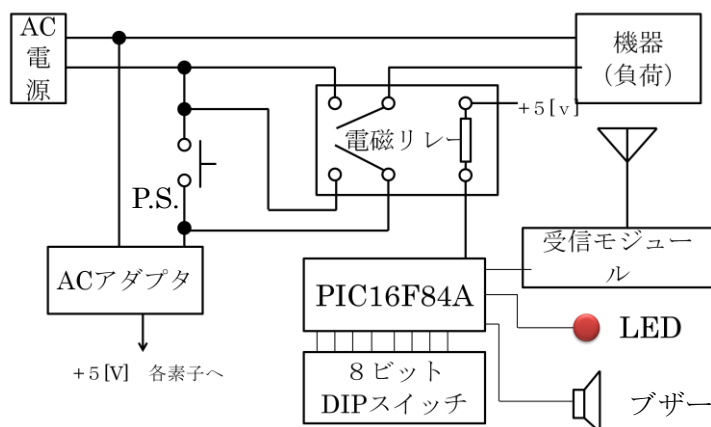 AC
電
源
機器
（負荷）
+５[ｖ]
電磁リレー
P.S.
受信モジュー
ル
ACアダプタ
PIC16F84A
LED
+５[V]　各素子へ
８ビット
DIPスイッチ
ブザー